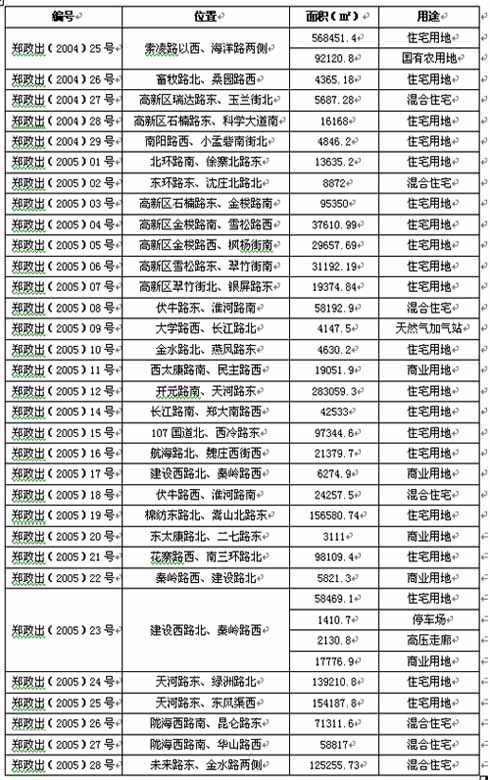 编号 位置 面积（㎡） 用途
郑政出（2004）25号 索凌路以西、海洋路两侧 568451.4 住宅用地
92120.8 国有农用地
郑政出（2004）26号 畜牧路北、桑园路西 4365.18 住宅用地
郑政出（2004）27号 高新区瑞达路东、玉兰街北 5687.28 混合住宅
郑政出（2004）28号 高新区石楠路东、科学大道南 16168 住宅用地
郑政出（2004）29号 南阳路西、小孟砦南街北 4846.2 住宅用地
郑政出（2005）01号 北环路南、徐寨北路东 13635.2 住宅用地
郑政出（2005）02号 东环路东、沈庄北路北 8872 混合住宅
郑政出（2005）03号 高新区石楠路东、金梭路南 95350 住宅用地
郑政出（2005）04号 高新区金梭路南、雪松路西 37610.99 住宅用地
郑政出（2005）05号 高新区金梭路西、枫杨街南 29657.69 住宅用地
郑政出（2005）06号 高新区雪松路东、翠竹街南 31192.19 住宅用地
郑政出（2005）07号 高新区翠竹街北、银屏路东 19374.84 住宅用地
郑政出（2005）08号 伏牛路东、淮河路南 58192.9 混合住宅
郑政出（2005）09号 大学路西、长江路北 4147.5 天然气加气站
郑政出（2005）10号 金水路北、燕凤路东 4630.2 住宅用地
郑政出（2005）11号 西太康路南、民主路西 19051.9 商业用地
郑政出（2005）12号 开元路南、天河路东 283059.3 住宅用地
郑政出（2005）14号 长江路南、郑大南路西 42533 住宅用地
郑政出（2005）15号 107国道北、西冷路东 97344.6 住宅用地
郑政出（2005）16号 航海路北、魏庄西街西 21379.7 住宅用地
郑政出（2005）17号 建设西路北、秦岭路西 6274.9 商业用地
郑政出（2005）18号 伏牛路西、淮河路南 24257.5 混合住宅
郑政出（2005）19号 棉纺东路北、嵩山北路东 156580.74 住宅用地
郑政出（2005）20号 东太康路北、二七路东 3111 商业用地
郑政出（2005）21号 花寨路西、南三环路北 98109.4 住宅用地
郑政出（2005）22号 秦岭路西、建设路北 5821.3 商业用地
郑政出（2005）23号 建设西路北、秦岭路西 58469.1 住宅用地
1410.7 停车场
2130.8 高压走廊
17776.9 商业用地
郑政出（2005）24号 天河路东、绿洲路北 139210.8 住宅用地
郑政出（2005）25号 天河路东、东风渠西 154187.8 住宅用地
郑政出（2005）26号 陇海西路南、昆仑路东 71311.6 混合住宅
郑政出（2005）27号 陇海西路南、华山路西 58817 混合住宅
郑政出（2005）28号 未来路东、金水路两侧 125255.73 混合住宅